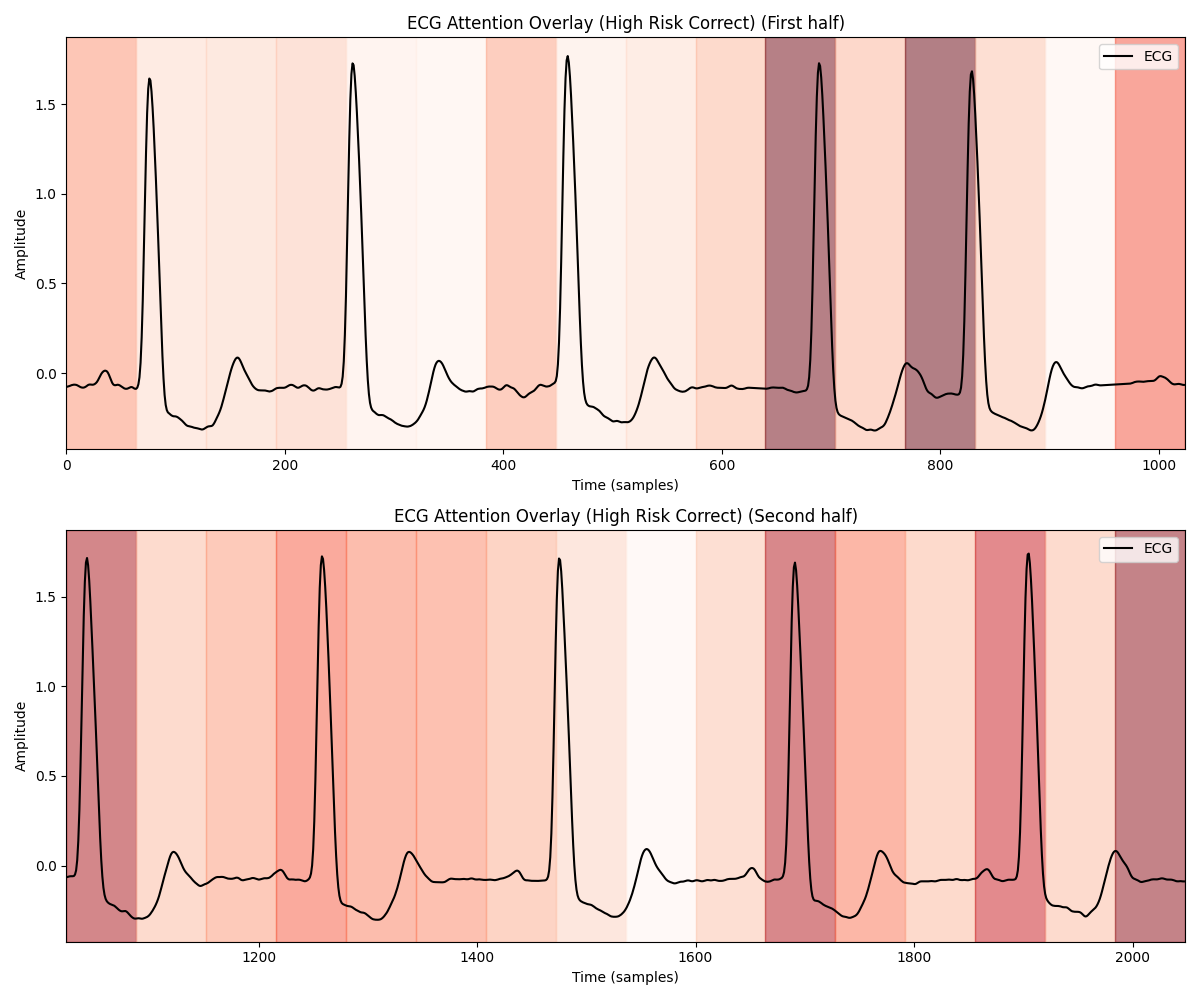 ECG Attention Overlay (High Risk Correct) (First half)
ECG
1.5
1.0
0.5
0.0
Amplitude
0 200 400 600 800 1000
Time (samples)
ECG Attention Overlay (High Risk Correct) (Second half)
ECG
1.5
1.0
0.5
0.0
Amplitude
1200 1400 1600 1800 2000
Time (samples)